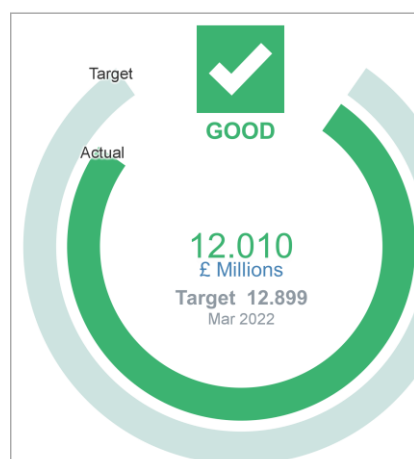 Target
GOOD
Actual
12.010
£ Millions
Target 12.899
Mar 2022